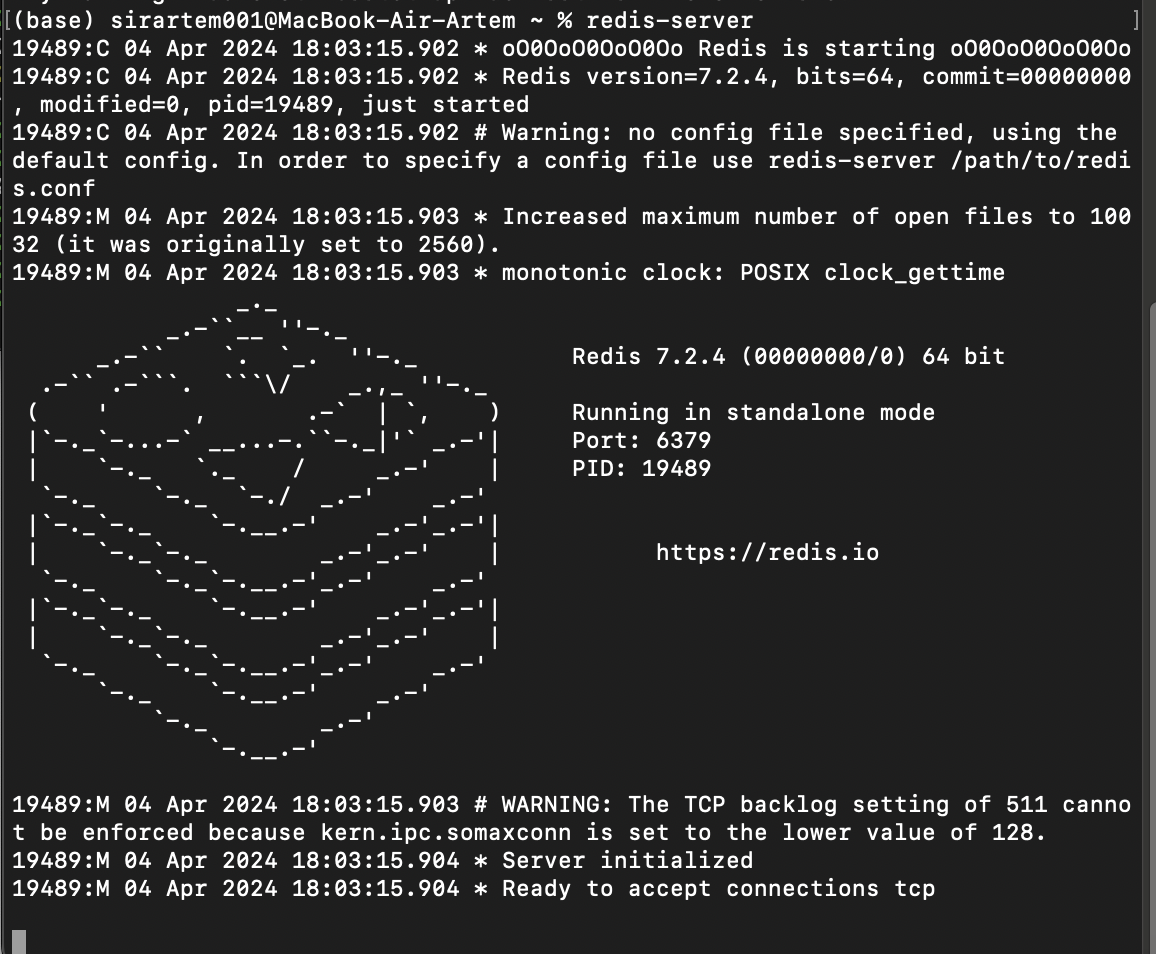 (base) sirartem001@MacBook-Air-Artem ~ % redis-server
19489:C 04 Apr 2024 18:03:15.902 * oO0OoO0OoO0Oo Redis is starting oO0OoO0OoO0Oo
19489:C 04 Apr 2024 18:03:15.902 * Redis version=7.2.4, bits=64, commit=00000000
, modified=0, pid=19489, just started
19489:C 04 Apr 2024 18:03:15.902 # Warning: no config file specified, using the
default config. In order to specify a config file use redis-server /path/to/redi
s.conf
19489:M 04 Apr 2024 18:03:15.903 * Increased maximum number of open files to 100
32 (it was originally set to 2560).
19489:M 04 Apr 2024 18:03:15.903 * monotonic clock: POSIX clock_gettime
Redis 7.2.4 (00000000/0) 64 bit
Running in standalone mode
Port: 6379
PID: 19489
https://redis.io
19489:M 04 Apr 2024 18:03:15.903 # WARNING: The TCP backlog setting of 511 canno
t be enforced because kern.ipc.somaxconn is set to the lower value of 128.
19489:M 04 Apr 2024 18:03:15.904 * Server initialized
19489:M 04 Apr 2024 18:03:15.904 * Ready to accept connections tcp